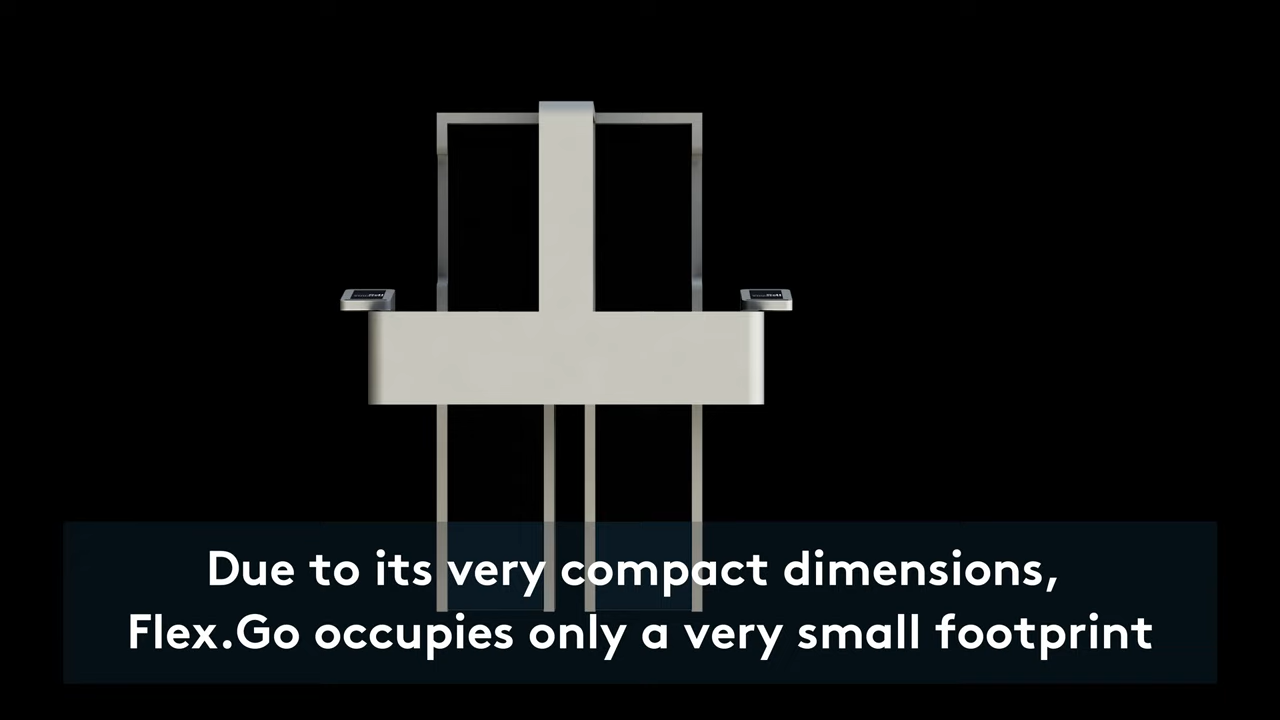 Due to its very compact dimensions,
Flex.Go occupies only a very small footprint